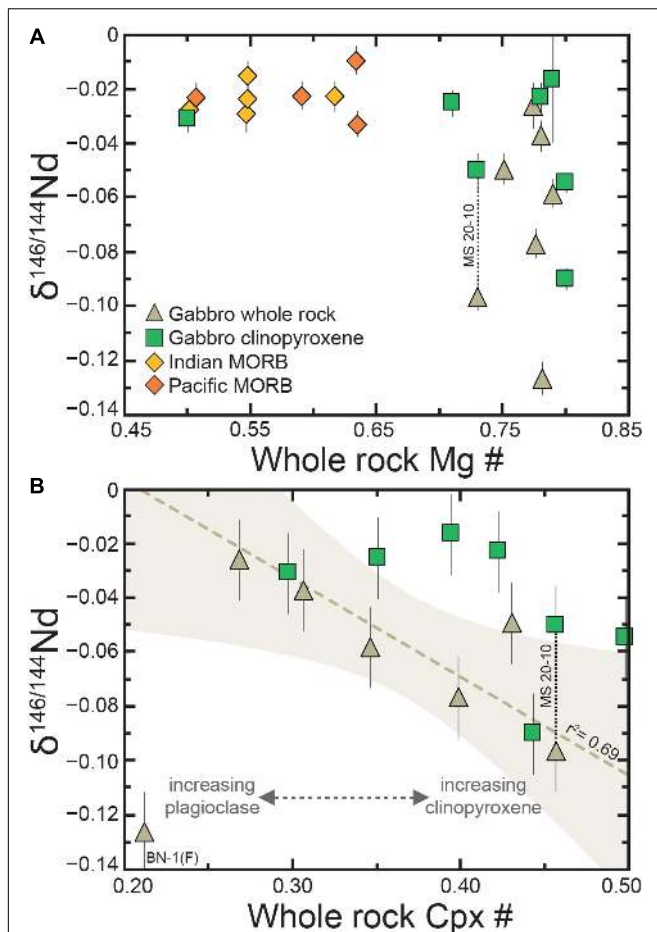 A
0
−0.02
−0.04
−0.06
−0.08
−0.10
−0.12
−0.14
δ146/144Nd
MS 20-10
Gabbro whole rock
Gabbro clinopyroxene
Indian MORB
Pacific MORB
0.45 0.55 0.65 0.75 0.85
Whole rock Mg #
B
0
−0.02
−0.04
−0.06
−0.08
−0.10
−0.12
−0.14
δ146/144Nd
MS 20-10
r²= 0.69
increasing
plagioclase
increasing
clinopyroxene
BN-1(F)
0.20 0.30 0.40 0.50
Whole rock Cpx #